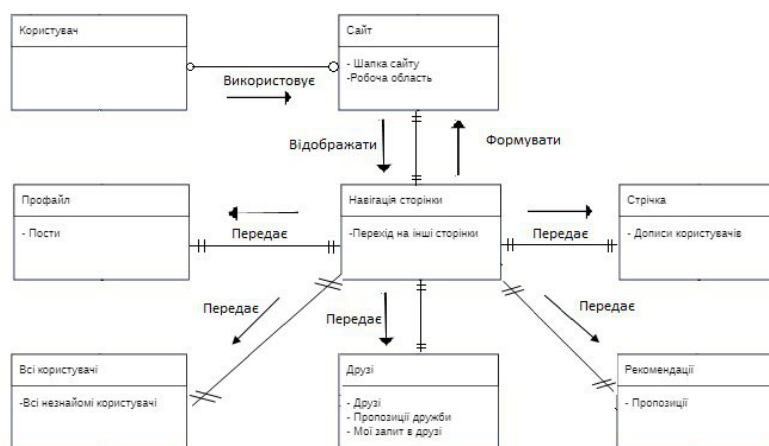 Користувач
Сайт
- Шапка сайту
-Робоча область
Використовує
Відображати
Формувати
Профайл
- Пости
Передає
Навігація сторінки
-Перехід на інші сторінки
Передає
Стрічка
- Дописи користувачів
Передає
Передає
Передає
Всі користувачі
-Всі незнайомі користувачі
Друзі
- Друзі
- Пропозиції дружби
- Мої запит в друзі
Рекомендації
- Пропозиції